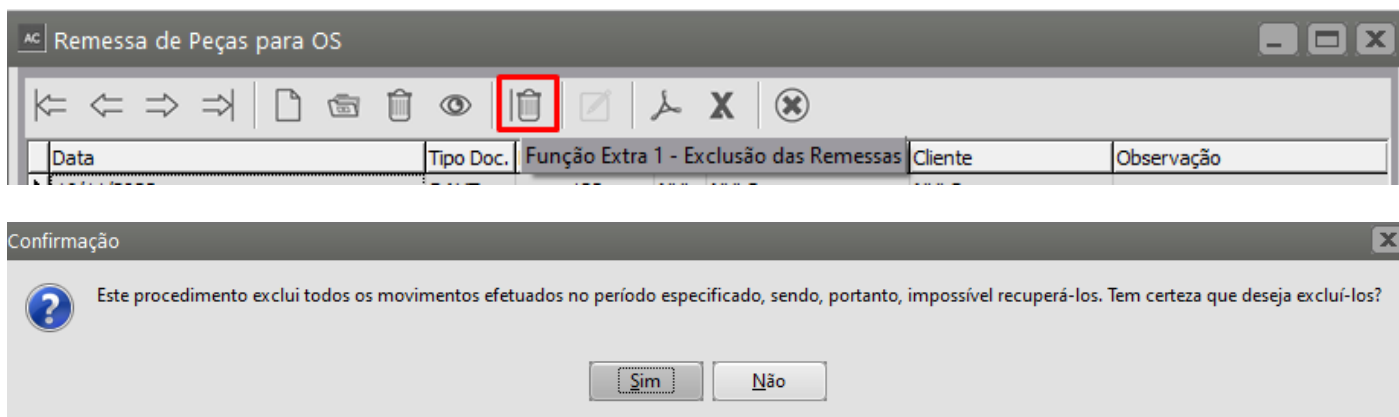 AC Remessa de Peças para OS
Data Tipo Doc. Função Extra 1 - Exclusão das Remessas Cliente Observação
Confirmação
Este procedimento exclui todos os movimentos efetuados no período especificado, sendo, portanto, impossível recuperá-los. Tem certeza que deseja excluí-los?
Sim Não